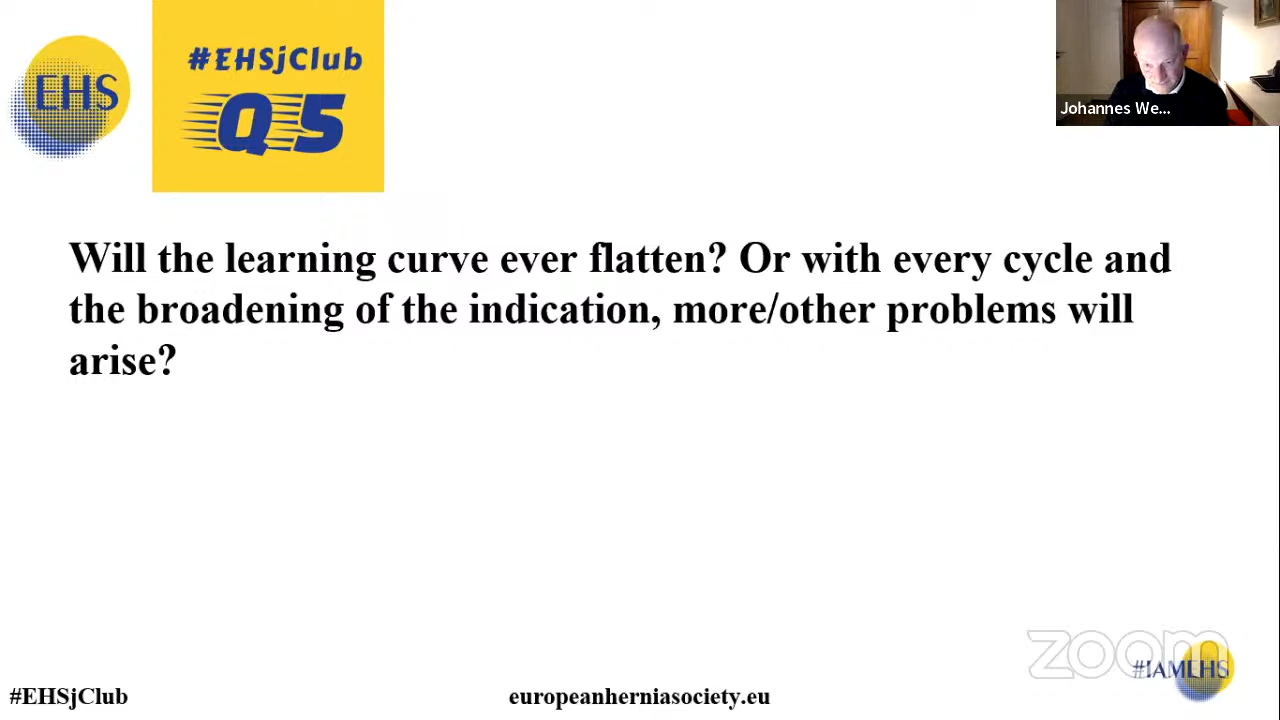 EHS
#EHSjClub
Q5
Johannes We...
Will the learning curve ever flatten? Or with every cycle and
the broadening of the indication, more/other problems will
arise?
zoom
#IAMEHS
#EHSjClub
europeanherniasociety.eu